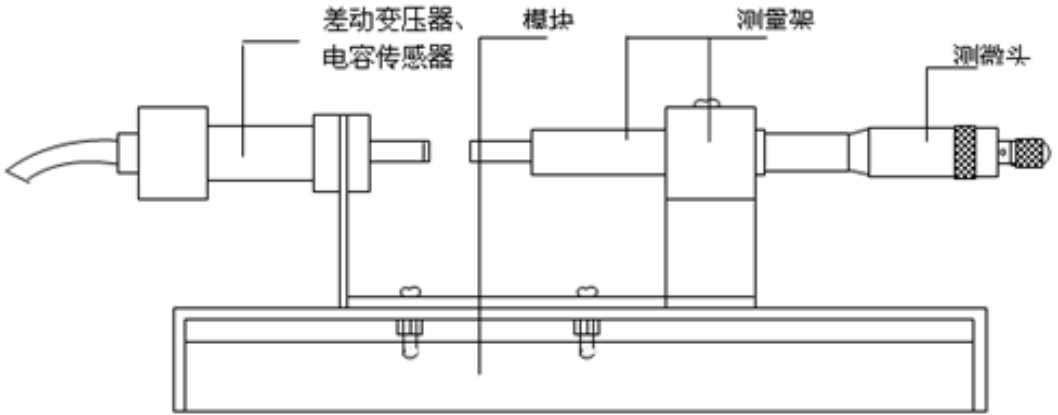 差动变压器、
电容传感器
模块
测量架
测微头